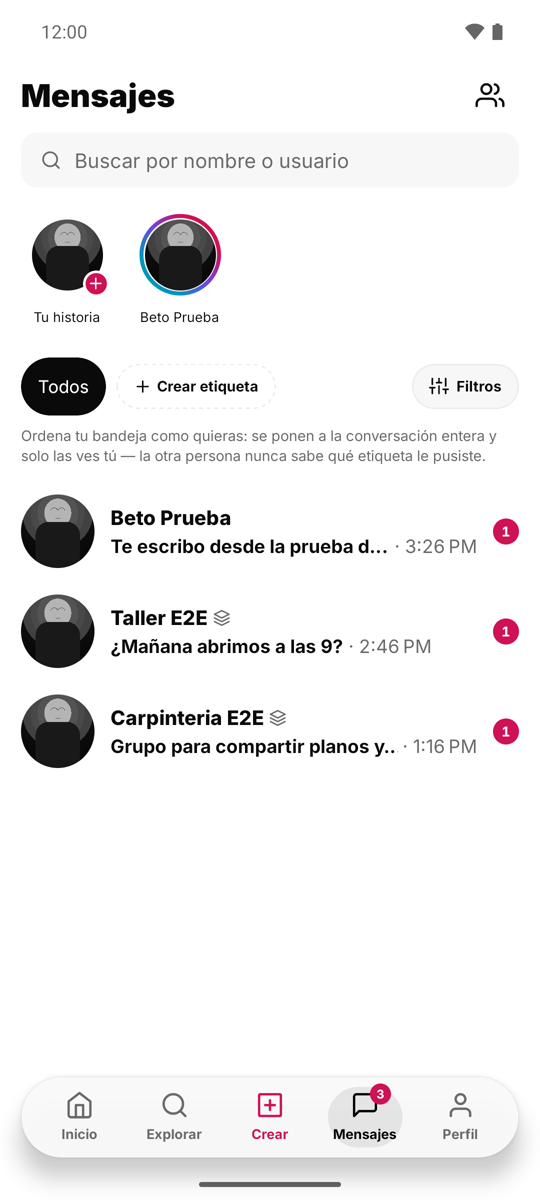 12:00
Mensajes
Buscar por nombre o usuario
Tu historia
Beto Prueba
Todos
Crear etiqueta
Filtros
Ordena tu bandeja como quieras: se ponen a la conversación entera y
solo las ves tú — la otra persona nunca sabe qué etiqueta le pusiste.
Beto Prueba
Te escribo desde la prueba d... · 3:26 PM
1
Taller E2E
¿Mañana abrimos a las 9? · 2:46 PM
1
Carpinteria E2E
Grupo para compartir planos y.. · 1:16 PM
1
3
Inicio
Explorar
Crear
Mensajes
Perfil